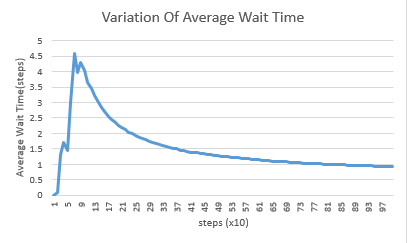 Variation Of Average Wait Time
Average Wait Time(steps)
5
4.5
4
3.5
3
2.5
2
1.5
1
0.5
0
1 5 9 13 17 21 25 29 33 37 41 45 49 53 57 61 65 69 73 77 81 85 89 93 97
steps (x10)